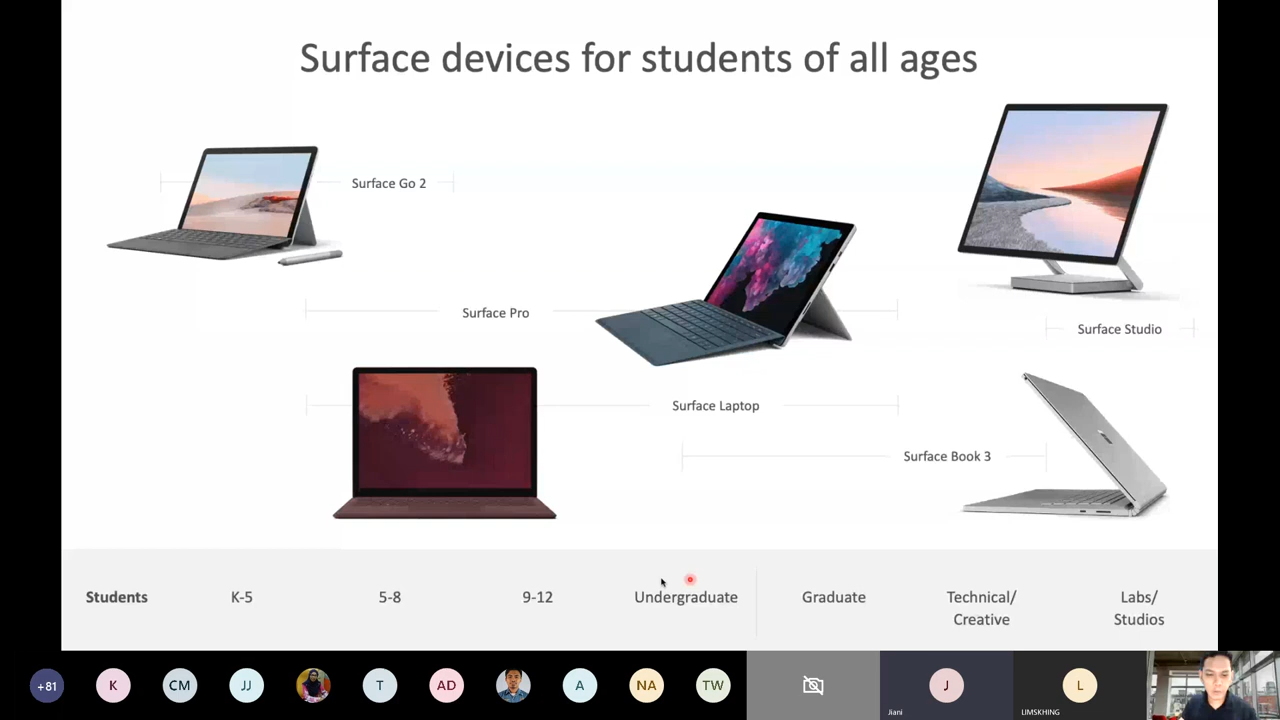 Surface devices for students of all ages
Surface Go 2
Surface Pro
Surface Studio
Surface Laptop
Surface Book 3
Students
K-5
5-8
9-12
Undergraduate
Graduate
Technical/
Creative
Labs/
Studios
+81
K
CM
JJ
T
AD
A
NA
TW
J
Jiani
L
LIMSKHING